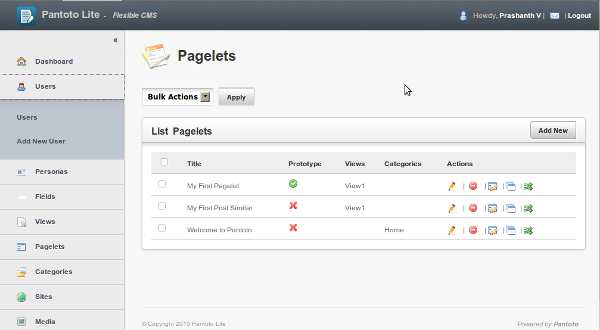 Pantoto Lite - Flexible CMS
Howdy, Prashanth V | | Logout
«
Dashboard
Users
Users
Add New User
Personas
Fields
Views
Pagelets
Categories
Sites
Media
Pagelets
Bulk Actions Apply
List Pagelets Add New
Title Prototype Views Categories Actions
My First Pagelet View1 | | | |
My First Post Similar View1 | | | |
Welcome to Pantoto Home | | | |
© Copyright 2010 Pantoto Lite Powered by Pantoto